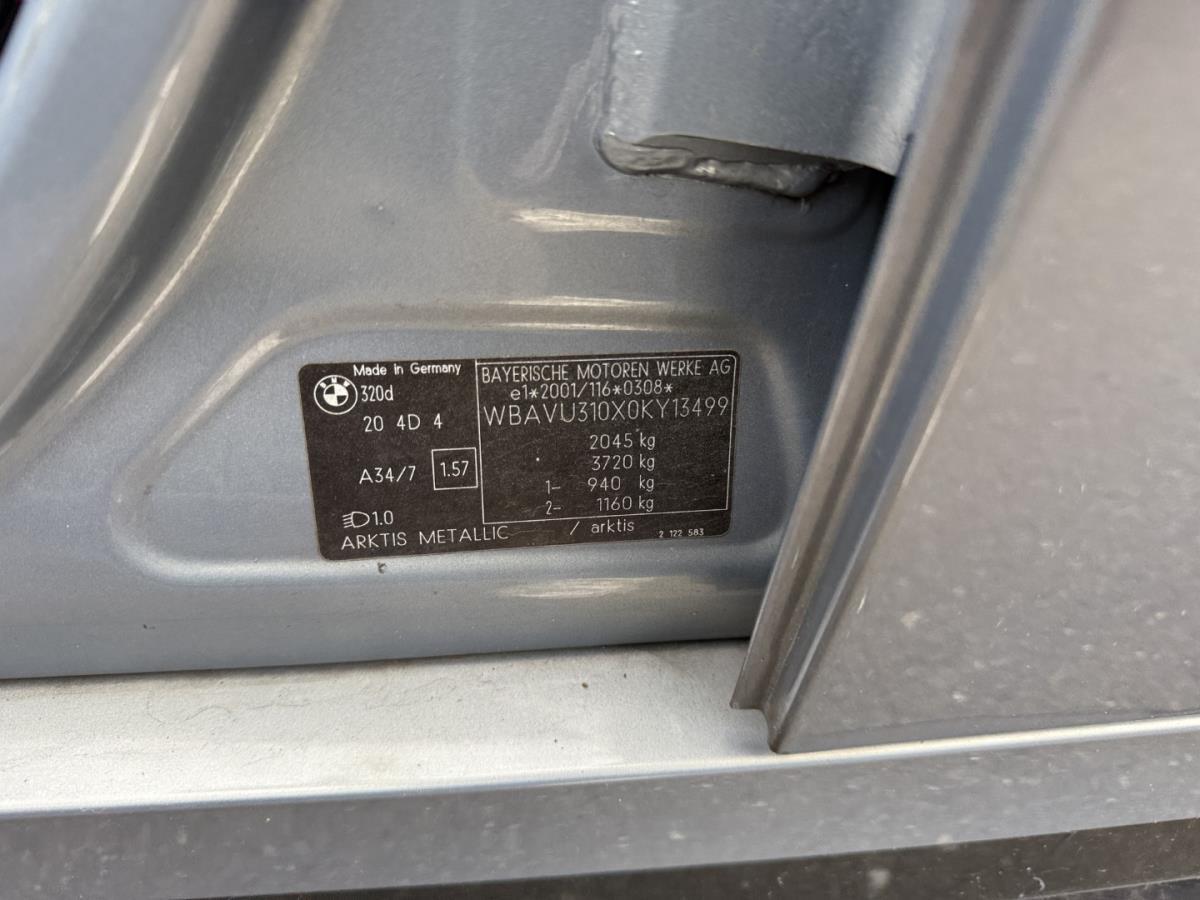 Made in Germany
BMW
320d
20 4D 4
A34/7 1.57
1.0
ARKTIS METALLIC / arktis
2 122 583
BAYERISCHE MOTOREN WERKE AG
e1*2001/116*0308*
WBAVU310X0KY13499
2045 kg
3720 kg
1- 940 kg
2- 1160 kg